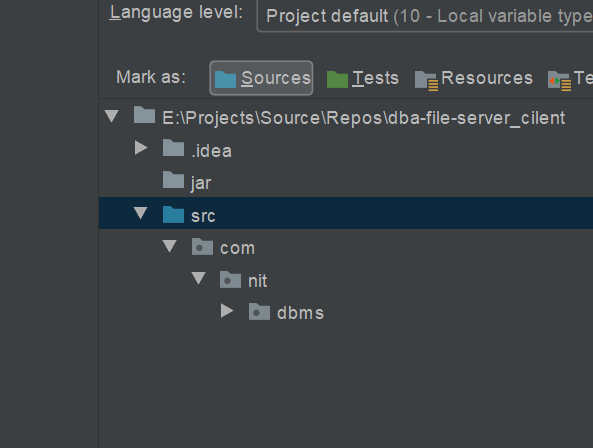 Language level: Project default (10 - Local variable type
Mark as: Sources Tests Resources Te
E:\Projects\Source\Repos\dba-file-server_cilent
.idea
jar
src
com
nit
dbms